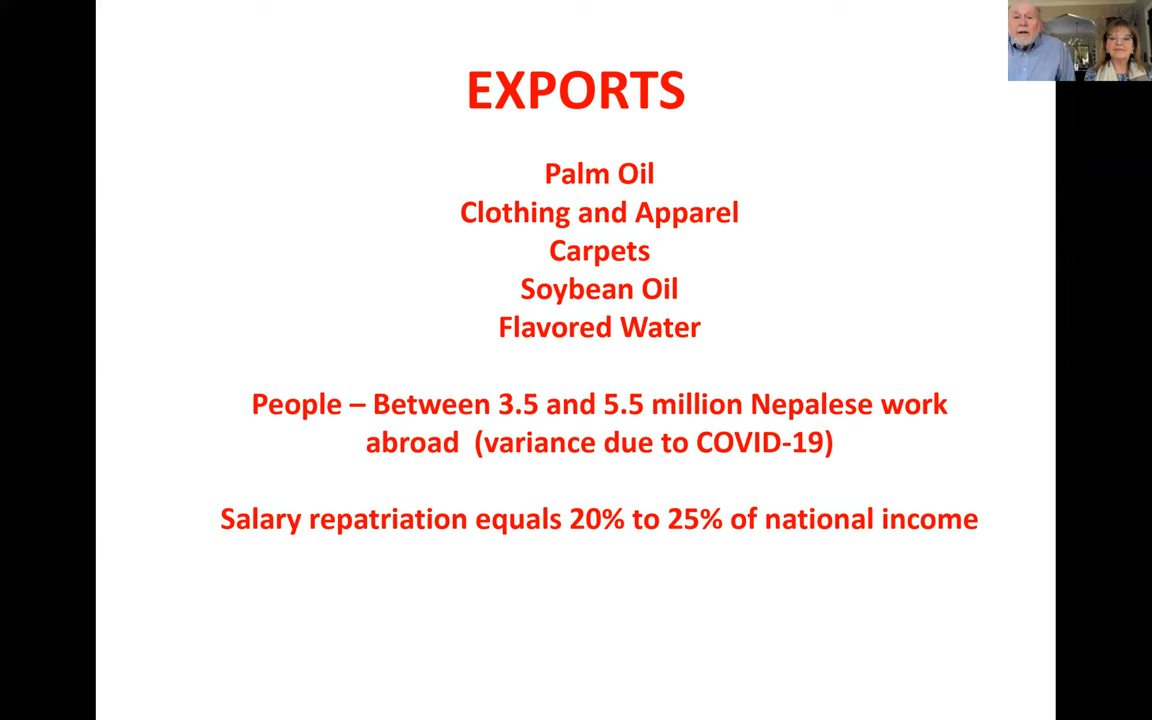 EXPORTS
Palm Oil
Clothing and Apparel
Carpets
Soybean Oil
Flavored Water
People – Between 3.5 and 5.5 million Nepalese work
abroad  (variance due to COVID-19)
Salary repatriation equals 20% to 25% of national income